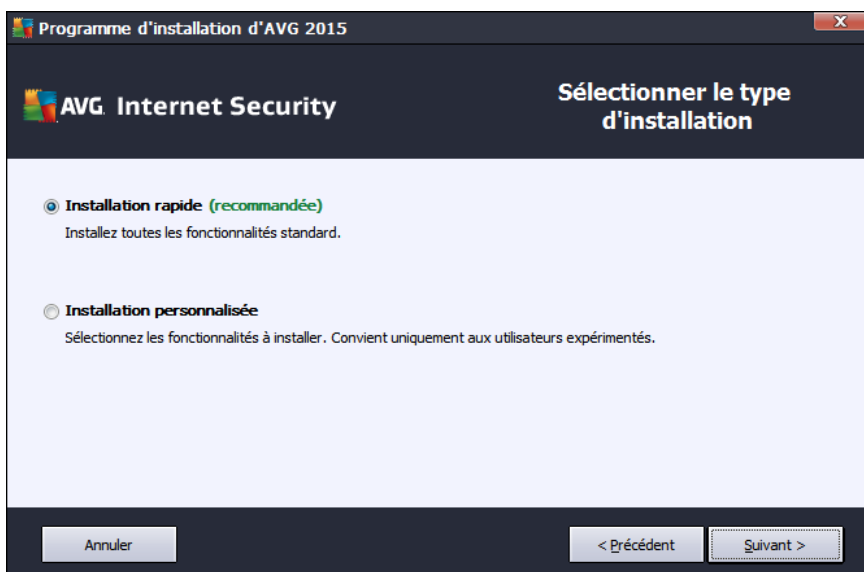 Programme d'installation d'AVG 2015
X
AVG Internet Security
Sélectionner le type
d'installation
Installation rapide (recommandée)
Installez toutes les fonctionnalités standard.
Installation personnalisée
Sélectionnez les fonctionnalités à installer. Convient uniquement aux utilisateurs expérimentés.
Annuler
< Précédent
Suivant >